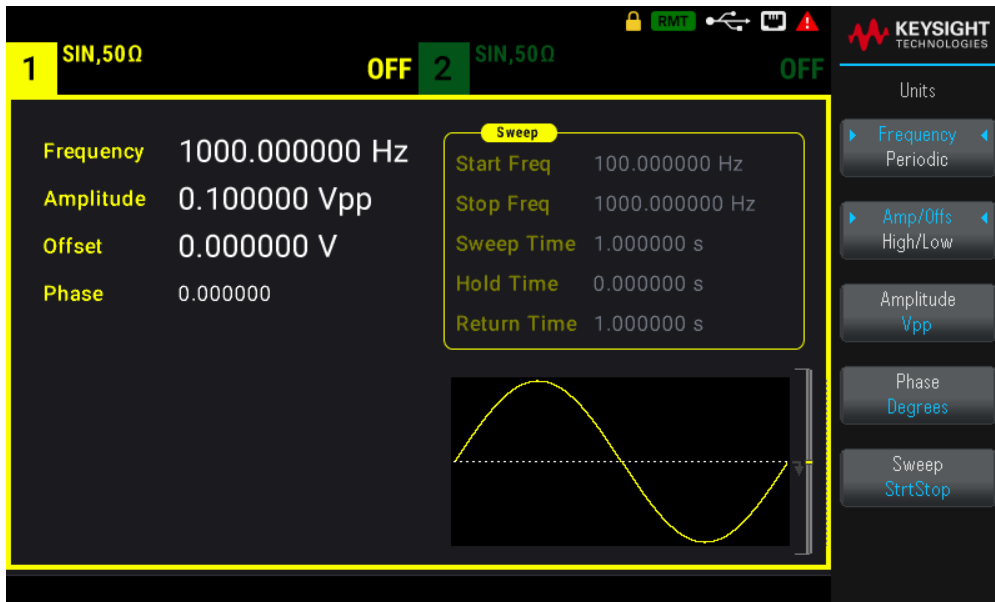 RMT
KEYSIGHT
TECHNOLOGIES
1 SIN,50Ω OFF
2 SIN,50Ω OFF
Units
Frequency 1000.000000 Hz
Amplitude 0.100000 Vpp
Offset 0.000000 V
Phase 0.000000
Sweep
Start Freq 100.000000 Hz
Stop Freq 1000.000000 Hz
Sweep Time 1.000000 s
Hold Time 0.000000 s
Return Time 1.000000 s
Frequency
Periodic
Amp/Offs
High/Low
Amplitude
Vpp
Phase
Degrees
Sweep
StrtStop